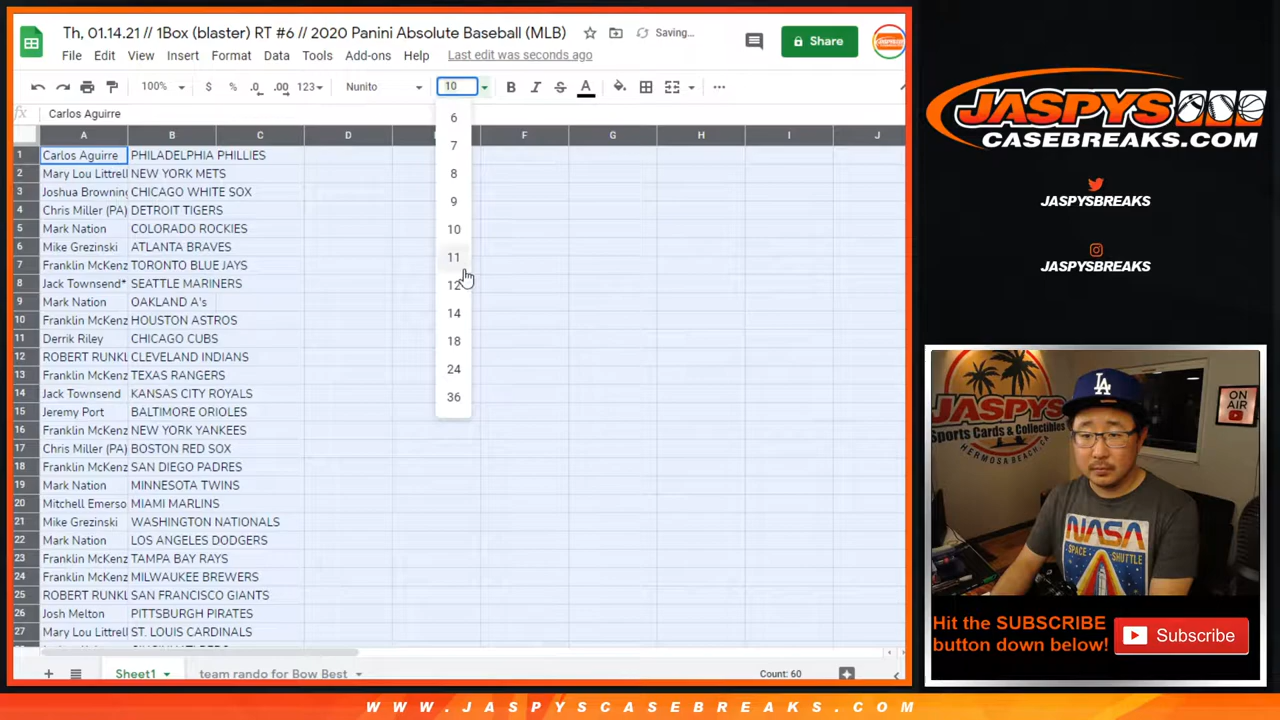 Th, 01.14.21 // 1Box (blaster) RT #6 // 2020 Panini Absolute Baseball (MLB)
Saving...
Share
File Edit View Insert Format Data Tools Add-ons Help Last edit was seconds ago
100% $ % .0 .00 123 Nunito 10 B I S A
fx Carlos Aguirre
A B C D F G H I J
1 Carlos Aguirre PHILADELPHIA PHILLIES
2 Mary Lou Littrell NEW YORK METS
3 Joshua Browning CHICAGO WHITE SOX
4 Chris Miller (PA) DETROIT TIGERS
5 Mark Nation COLORADO ROCKIES
6 Mike Grezinski ATLANTA BRAVES
7 Franklin McKenz TORONTO BLUE JAYS
8 Jack Townsend* SEATTLE MARINERS
9 Mark Nation OAKLAND A's
10 Franklin McKenz HOUSTON ASTROS
11 Derrik Riley CHICAGO CUBS
12 ROBERT RUNKL CLEVELAND INDIANS
13 Franklin McKenz TEXAS RANGERS
14 Jack Townsend KANSAS CITY ROYALS
15 Jeremy Port BALTIMORE ORIOLES
16 Franklin McKenz NEW YORK YANKEES
17 Chris Miller (PA) BOSTON RED SOX
18 Franklin McKenz SAN DIEGO PADRES
19 Mark Nation MINNESOTA TWINS
20 Mitchell Emerso MIAMI MARLINS
21 Mike Grezinski WASHINGTON NATIONALS
22 Mark Nation LOS ANGELES DODGERS
23 Franklin McKenz TAMPA BAY RAYS
24 Franklin McKenz MILWAUKEE BREWERS
25 ROBERT RUNKL SAN FRANCISCO GIANTS
26 Josh Melton PITTSBURGH PIRATES
27 Mary Lou Littrell ST. LOUIS CARDINALS
6
7
8
9
10
11
12
14
18
24
36
Sheet1 team rando for Bow Best Count: 60
JASPYS
CASEBREAKS.COM
JASPYSBREAKS
JASPYSBREAKS
JASPYS
Sports Cards & Collectibles
HERMOSA BEACH, CA
ON
AIR
LA
NASA
SPACE SHUTTLE
Hit the SUBSCRIBE
button down below!
Subscribe
WWW.JASPYSCASEBREAKS.COM